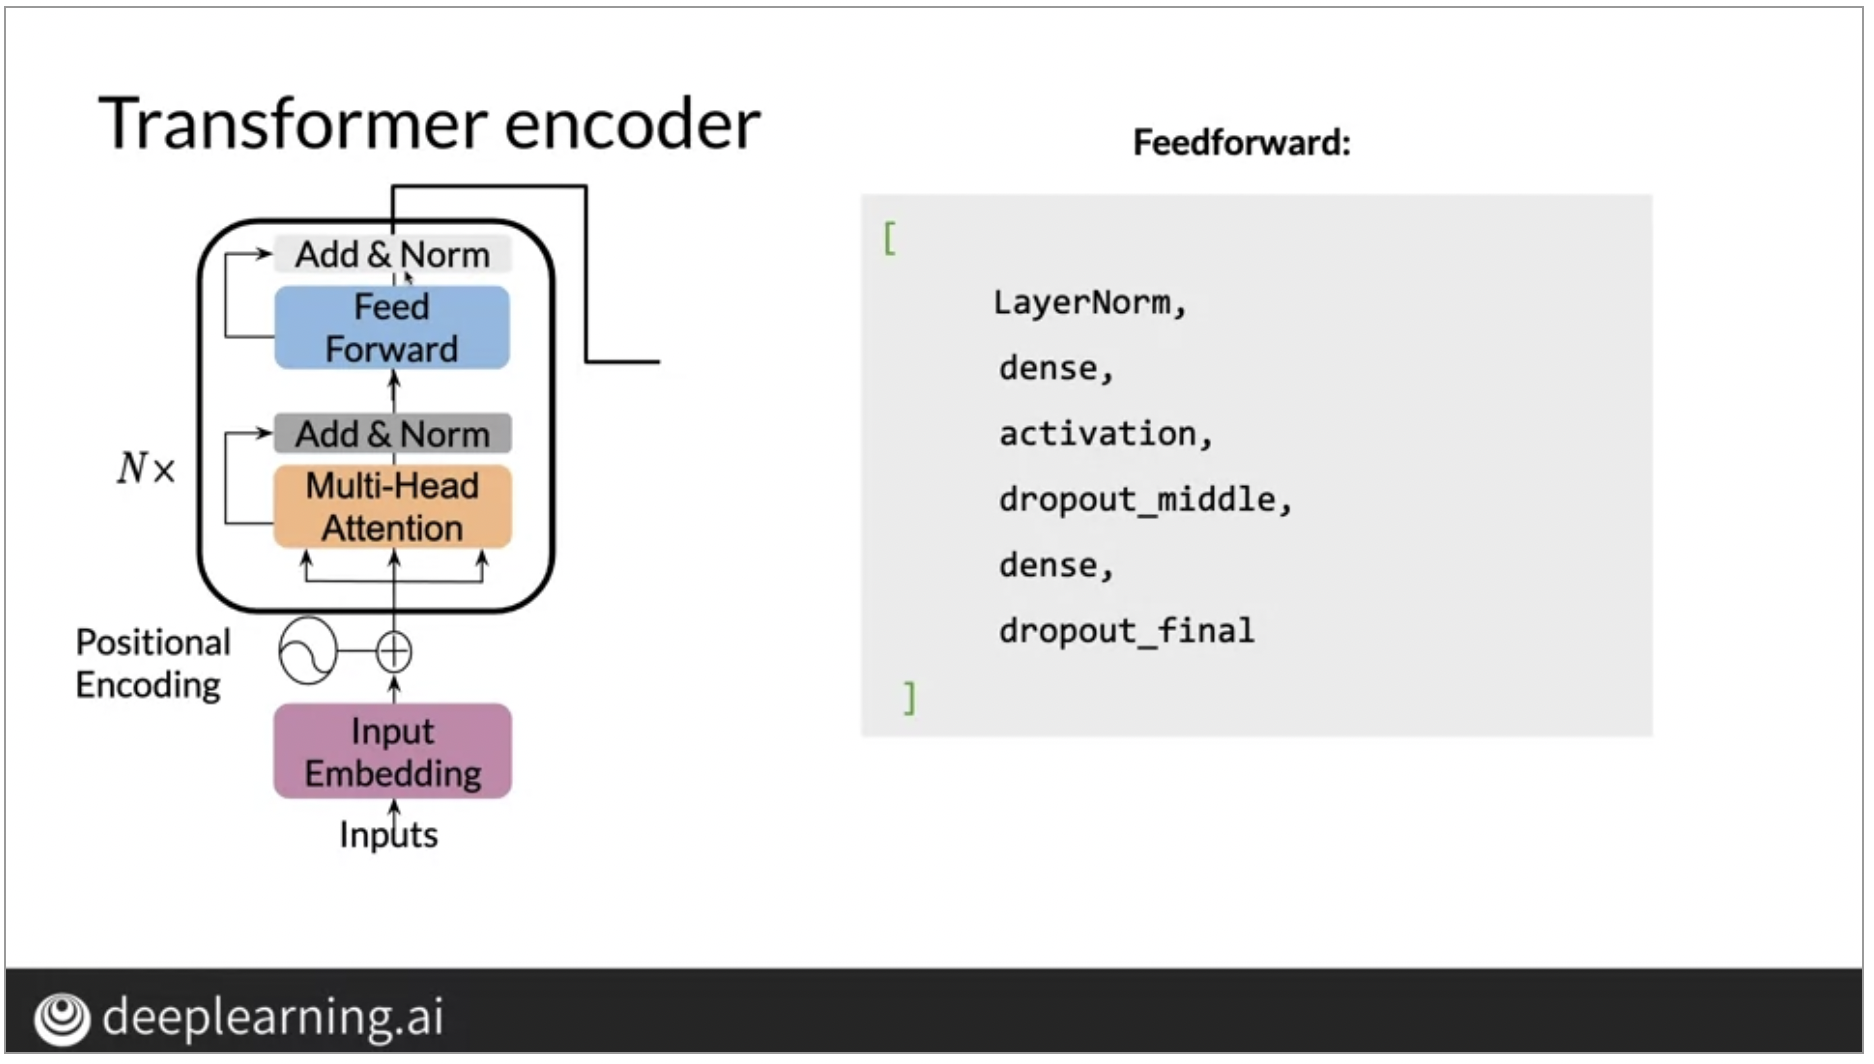 Transformer encoder
Add & Norm
Feed
Forward
Add & Norm
N×
Multi-Head
Attention
Positional
Encoding
Input
Embedding
Inputs
Feedforward:
[
LayerNorm,
dense,
activation,
dropout_middle,
dense,
dropout_final
]
deeplearning.ai